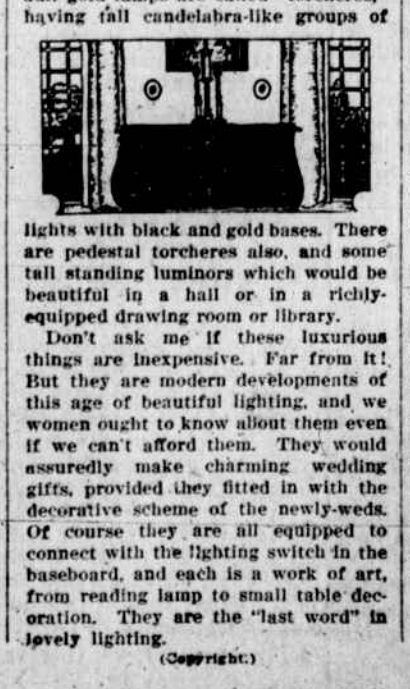 having tall candelabra-like groups of
lights with black and gold bases. There
are pedestal torcheres also, and some
tall standing luminors which would be
beautiful in a hall or in a richly-
equipped drawing room or library.
Don't ask me if these luxurious
things are inexpensive. Far from it!
But they are modern developments of
this age of beautiful lighting, and we
women ought to know about them even
if we can't afford them. They would
assuredly make charming wedding
gifts, provided they fitted in with the
decorative scheme of the newly-weds.
Of course they are all equipped to
connect with the lighting switch in the
baseboard, and each is a work of art,
from reading lamp to small table dec-
oration. They are the "last word" in
lovely lighting.
(Copyright.)